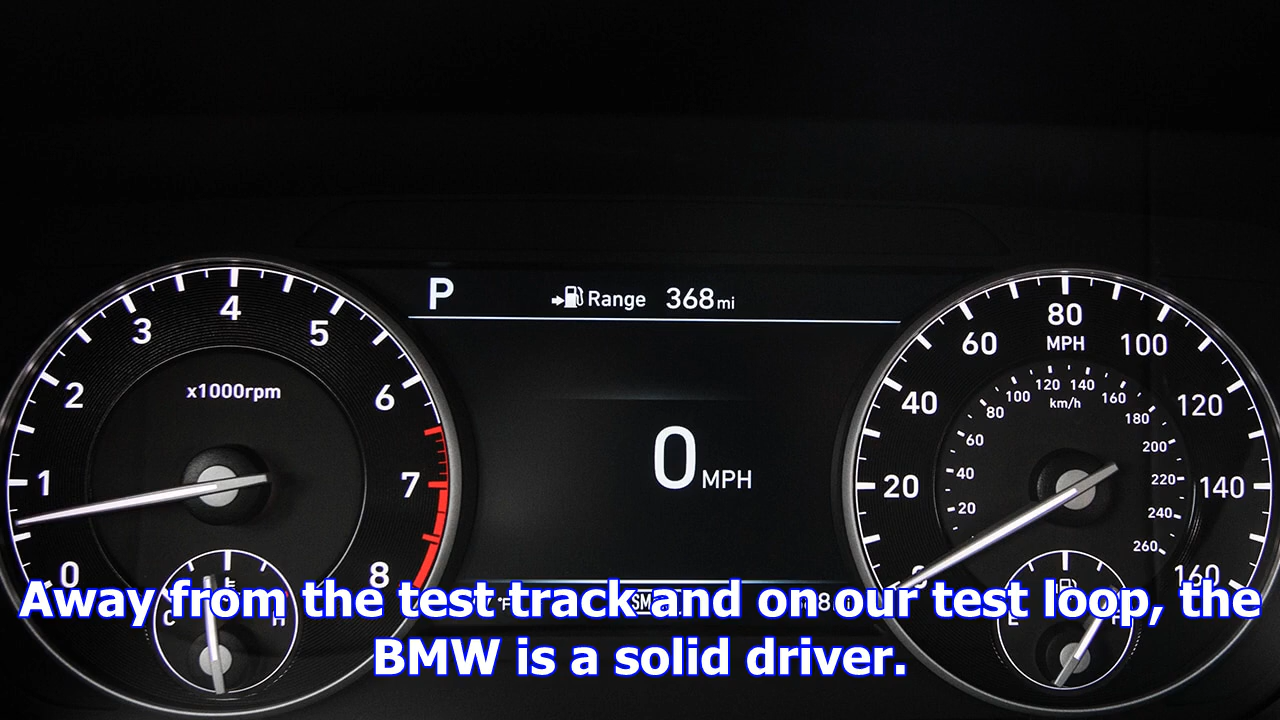 P
Range 368 mi
4
3
5
2
x1000rpm
6
1
7
0
8
C
H
0 MPH
80
MPH
60
100
40
120
20
140
160
120 140
100
160
km/h
80
180
60
200
40
220
20
240
260
E
F
Away from the test track and on our test loop, the
BMW is a solid driver.